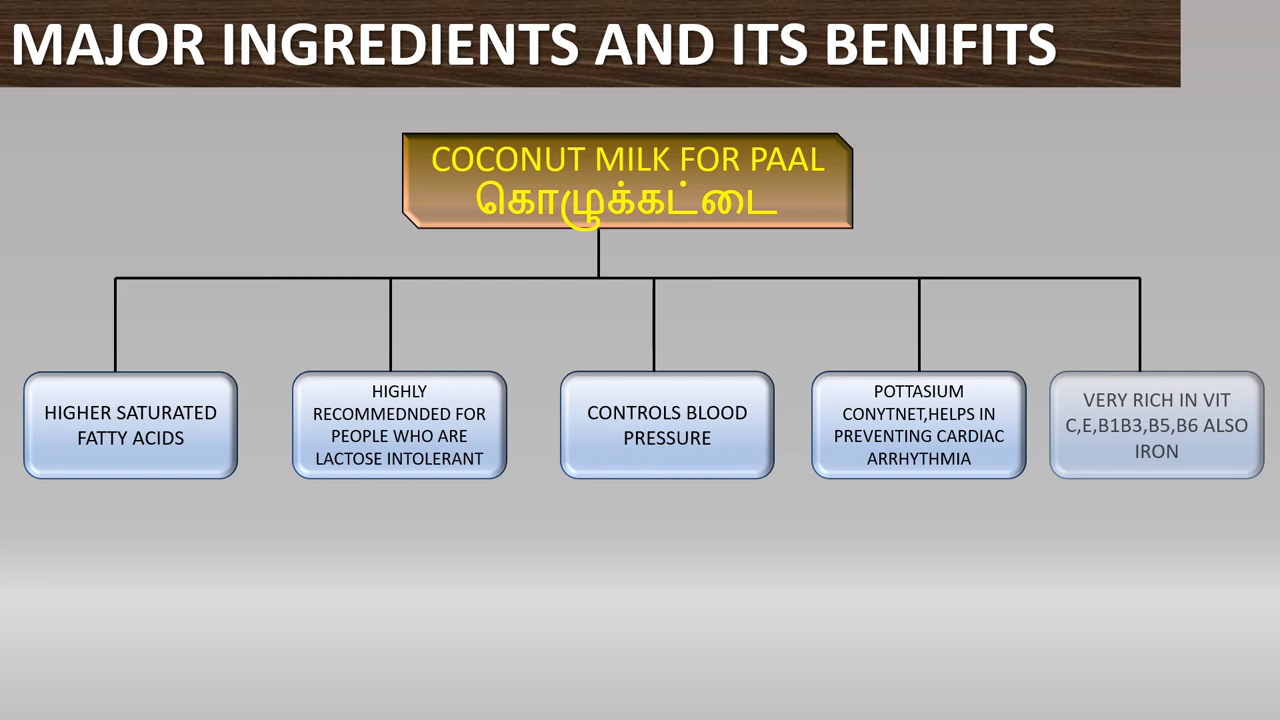 MAJOR INGREDIENTS AND ITS BENIFITS
COCONUT MILK FOR PAAL
கொழுக்கட்டை
HIGHER SATURATED
FATTY ACIDS
HIGHLY
RECOMMEDNDED FOR
PEOPLE WHO ARE
LACTOSE INTOLERANT
CONTROLS BLOOD
PRESSURE
POTTASIUM
CONYTNET,HELPS IN
PREVENTING CARDIAC
ARRHYTHMIA
VERY RICH IN VIT
C,E,B1B3,B5,B6 ALSO
IRON